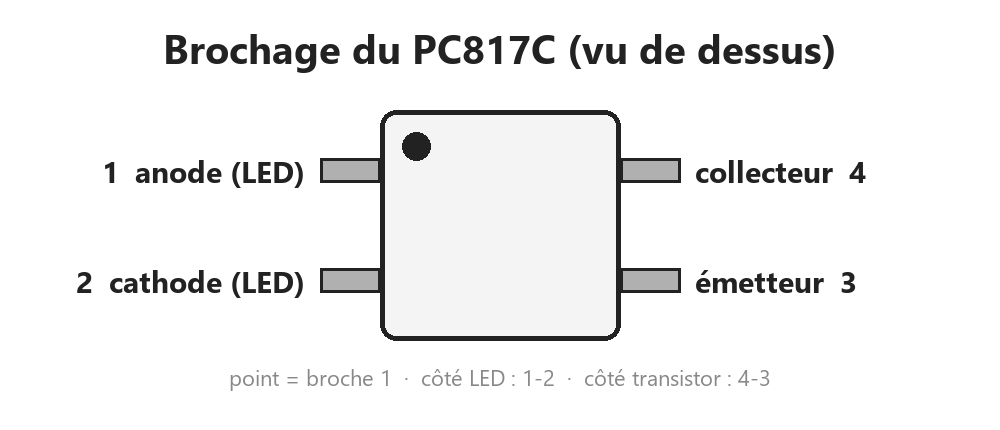 Brochage du PC817C (vu de dessus)
1 anode (LED) collecteur 4
2 cathode (LED) émetteur 3
point = broche 1 · côté LED : 1-2 · côté transistor : 4-3